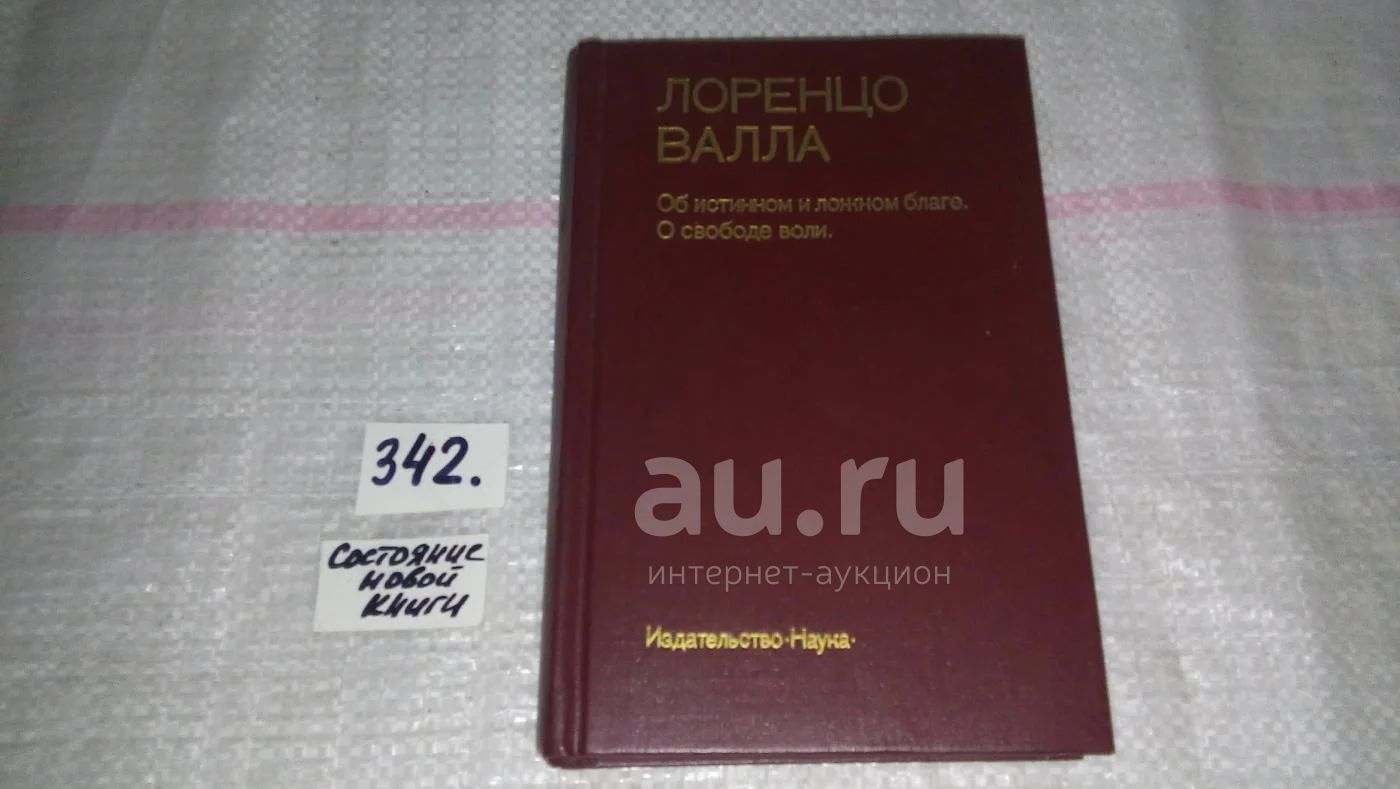 ЛОРЕНЦО
ВАЛЛА
Об истинном и ложном благе.
О свободе воли.
342.
Состояние
новой
книги
au.ru
интернет-аукцион
Издательство·Наука·